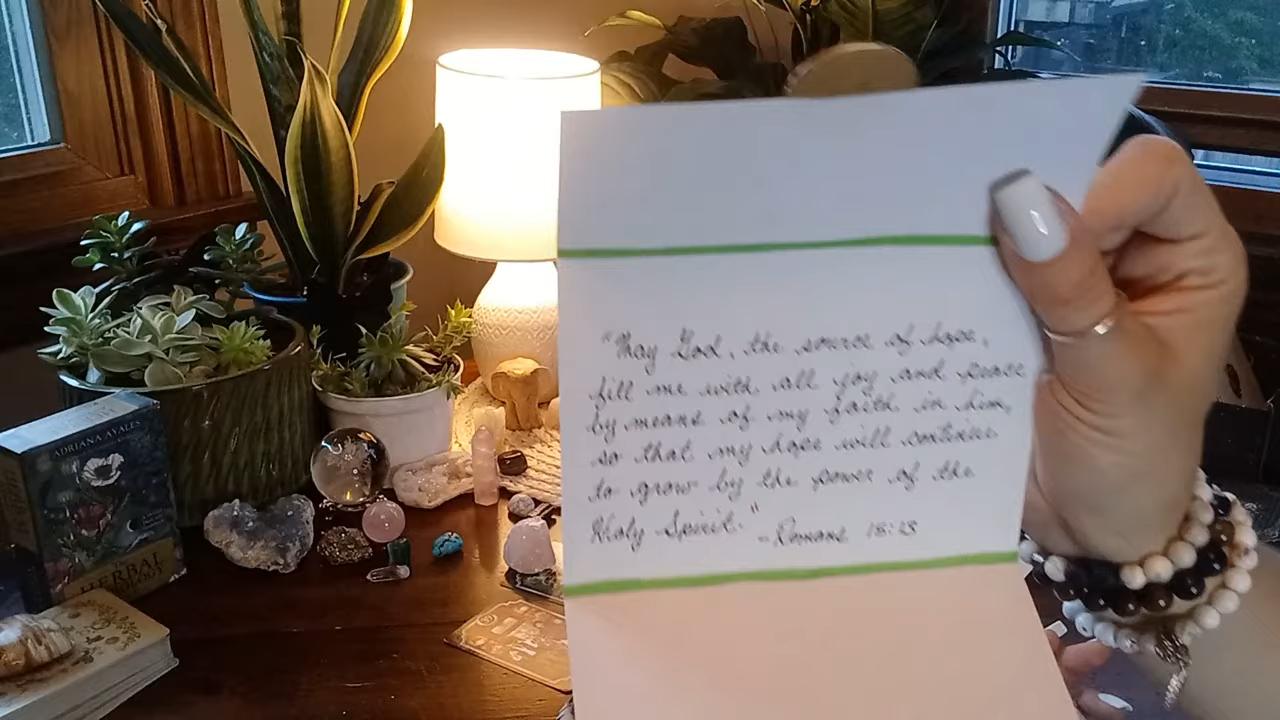 ADRIANA AYALES
HERBAL
"May God, the source of hope,
fill me with all joy and peace
by means of my faith in him,
so that my hope will continue
to grow by the power of the
Holy Spirit."
-Romans 15:13